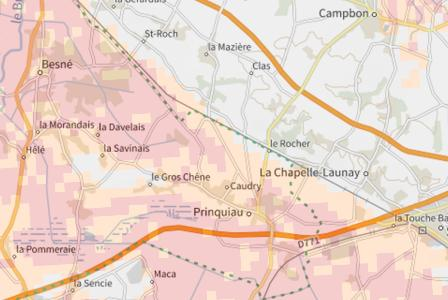 Campbon
St-Roch
la Mazière
Clas
Besné
la Morandais
la Davelais
Hélé
la Savinais
le Rocher
le Gros Chêne
La Chapelle-Launay
Caudry
Prinquiau
la Touche
D771
la Pommeraie
Maca
la Sencie